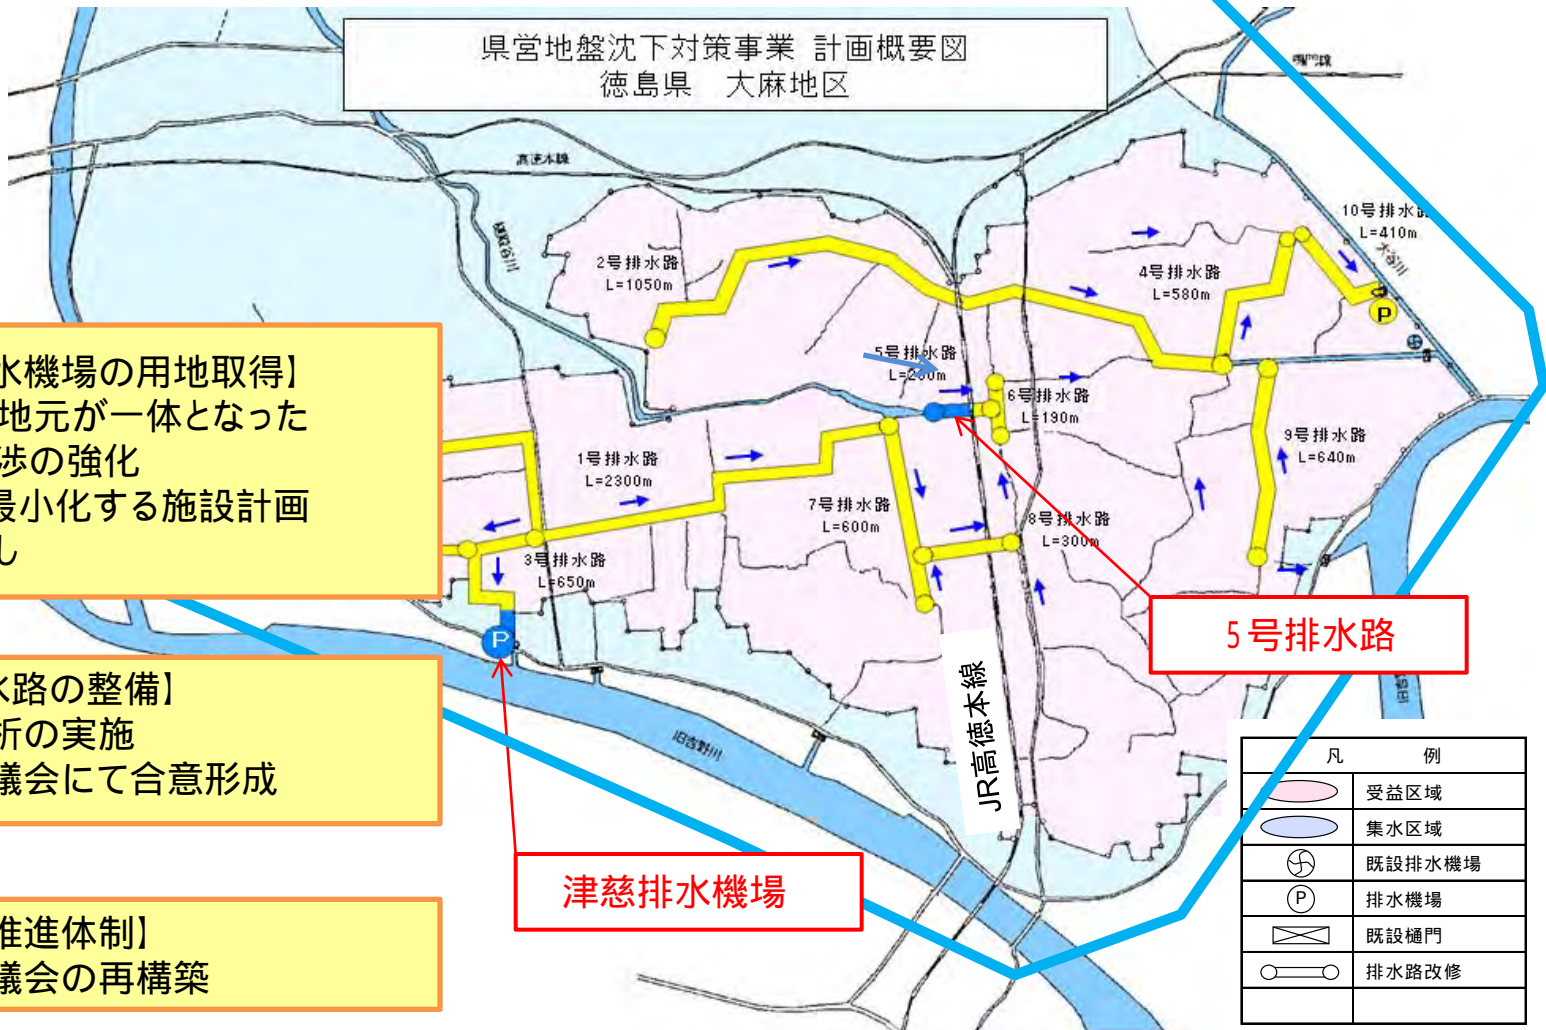 県営地盤沈下対策事業 計画概要図
徳島県　大麻地区
鳴門線
高速本線
10号排水路
L=410m
大谷川
2号排水路
L=1050m
4号排水路
L=580m
P
5号排水路
6号排水路
L=190m
水機場の用地取得】
地元が一体となった
渉の強化
最小化する施設計画
し
1号排水路
L=2300m
9号排水路
L=640m
7号排水路
L=600m
8号排水路
L=300m
3号排水路
L=650m
P
5号排水路
水路の整備】
折の実施
議会にて合意形成
JR高徳本線
旧吉野川
旧吉
津慈排水機場
推進体制】
議会の再構築
凡　例
受益区域
集水区域
既設排水機場
P 排水機場
既設樋門
排水路改修